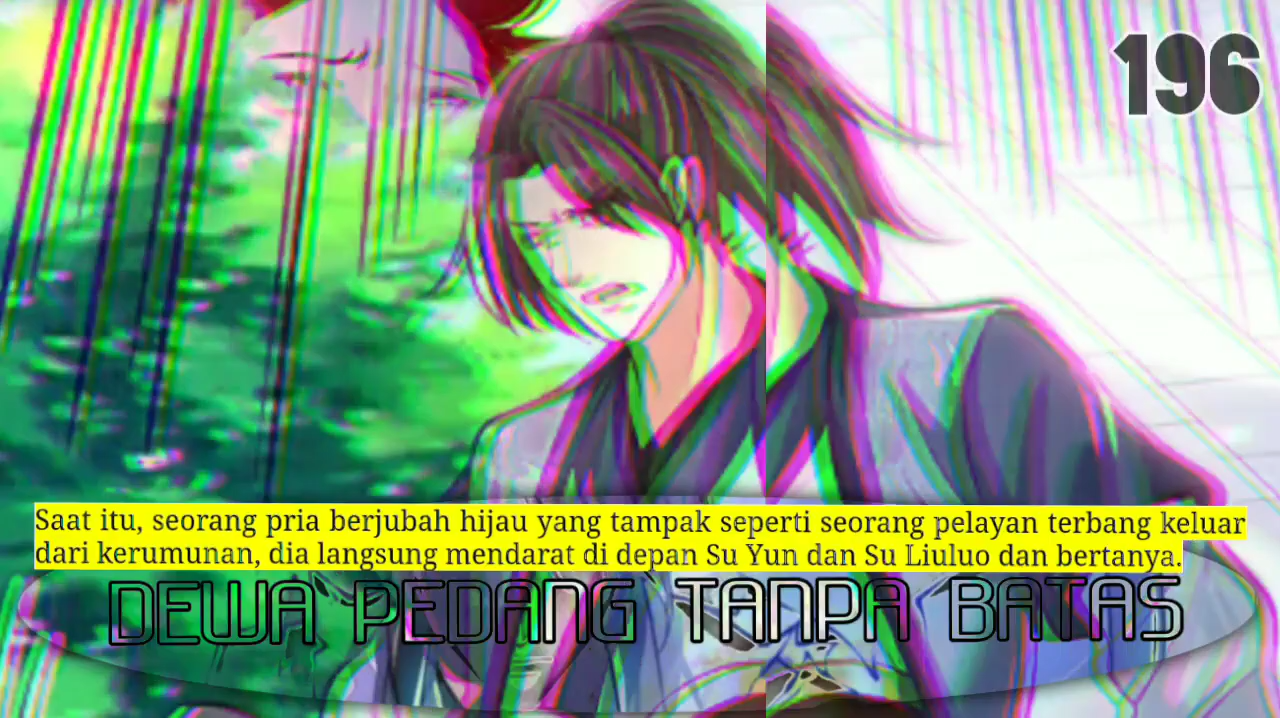 196
Saat itu, seorang pria berjubah hijau yang tampak seperti seorang pelayan terbang keluar
dari kerumunan, dia langsung mendarat di depan Su Yun dan Su Liuluo dan bertanya.
DEWA PEDANG TANPA BATAS